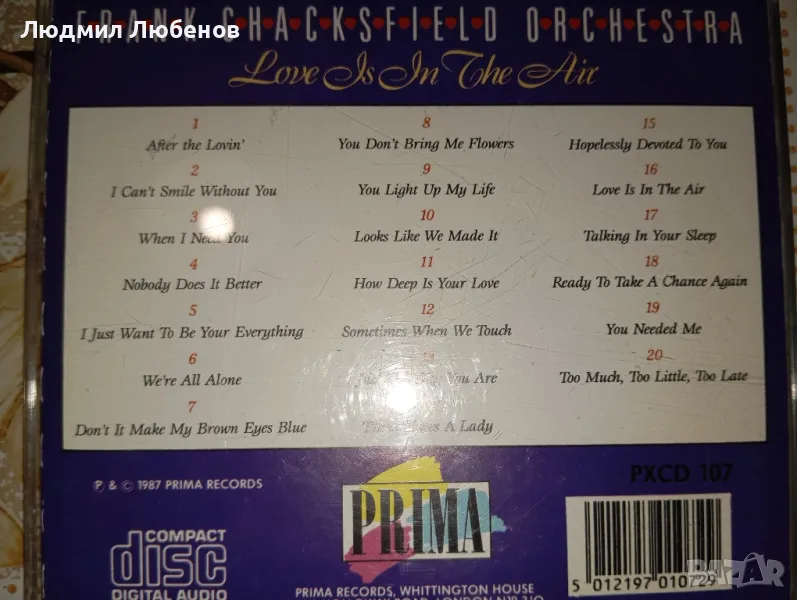 Людмил Любенов
FRANK CHACKSFIELD ORCHESTRA
Love Is In The Air
1
After the Lovin'
2
I Can't Smile Without You
3
When I Need You
4
Nobody Does It Better
5
I Just Want To Be Your Everything
6
We're All Alone
7
Don't It Make My Brown Eyes Blue
8
You Don't Bring Me Flowers
9
You Light Up My Life
10
Looks Like We Made It
11
How Deep Is Your Love
12
Sometimes When We Touch
You Are
A Lady
15
Hopelessly Devoted To You
16
Love Is In The Air
17
Talking In Your Sleep
18
Ready To Take A Chance Again
19
You Needed Me
20
Too Much, Too Little, Too Late
℗ & © 1987 PRIMA RECORDS
PRIMA
PXCD 107
COMPACT
disc
DIGITAL AUDIO
PRIMA RECORDS, WHITTINGTON HOUSE
5 012197 010729
BAZAR